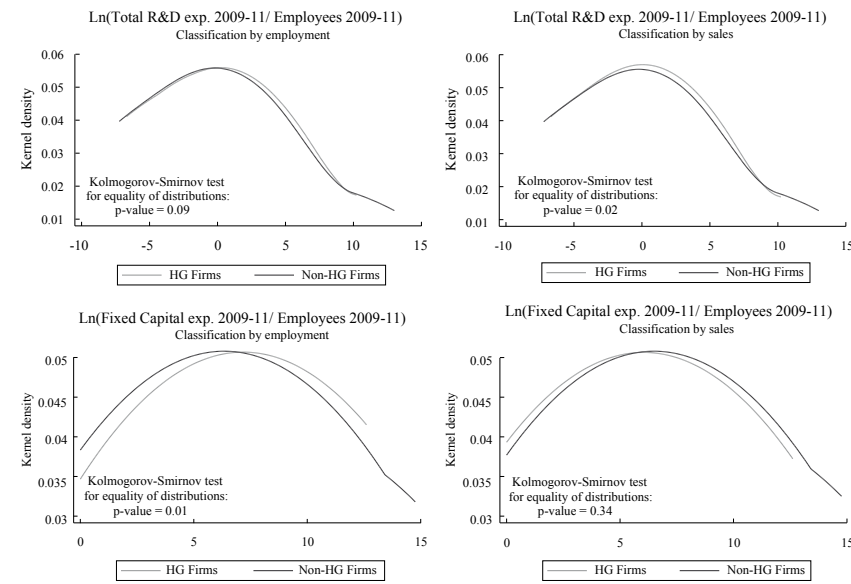 Ln(Total R&D exp. 2009-11/ Employees 2009-11)
Classification by employment
0.06
0.05
0.04
0.03
0.02
0.01
Kernel density
Kolmogorov-Smirnov test
for equality of distributions:
p-value = 0.09
-10 -5 0 5 10 15
HG Firms Non-HG Firms
Ln(Total R&D exp. 2009-11/ Employees 2009-11)
Classification by sales
0.06
0.05
0.04
0.03
0.02
0.01
Kernel density
Kolmogorov-Smirnov test
for equality of distributions:
p-value = 0.02
-10 -5 0 5 10 15
HG Firms Non-HG Firms
Ln(Fixed Capital exp. 2009-11/ Employees 2009-11)
Classification by employment
0.05
0.04
0.035
0.03
Kernel density
Kolmogorov-Smirnov test
for equality of distributions:
p-value = 0.01
0 5 10 15
HG Firms Non-HG Firms
Ln(Fixed Capital exp. 2009-11/ Employees 2009-11)
Classification by sales
0.05
0.04
0.035
0.03
Kernel density
Kolmogorov-Smirnov test
for equality of distributions:
p-value = 0.34
0 5 10 15
HG Firms Non-HG Firms